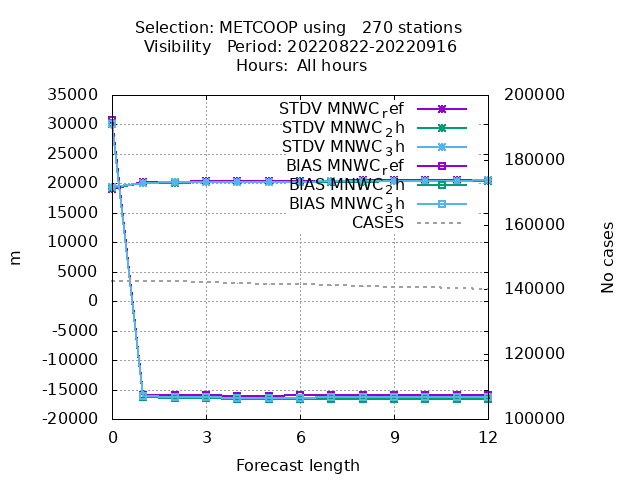 Selection: METCOOP using   270 stations
Visibility   Period: 20220822-20220916
Hours:  All hours
35000
30000
25000
20000
15000
10000
5000
0
-5000
-10000
-15000
-20000
m
STDV MNWC_ref
STDV MNWC_2h
STDV MNWC_3h
BIAS MNWC_ref
BIAS MNWC_2h
BIAS MNWC_3h
CASES
200000
180000
160000
140000
120000
100000
No cases
0 3 6 9 12
Forecast length